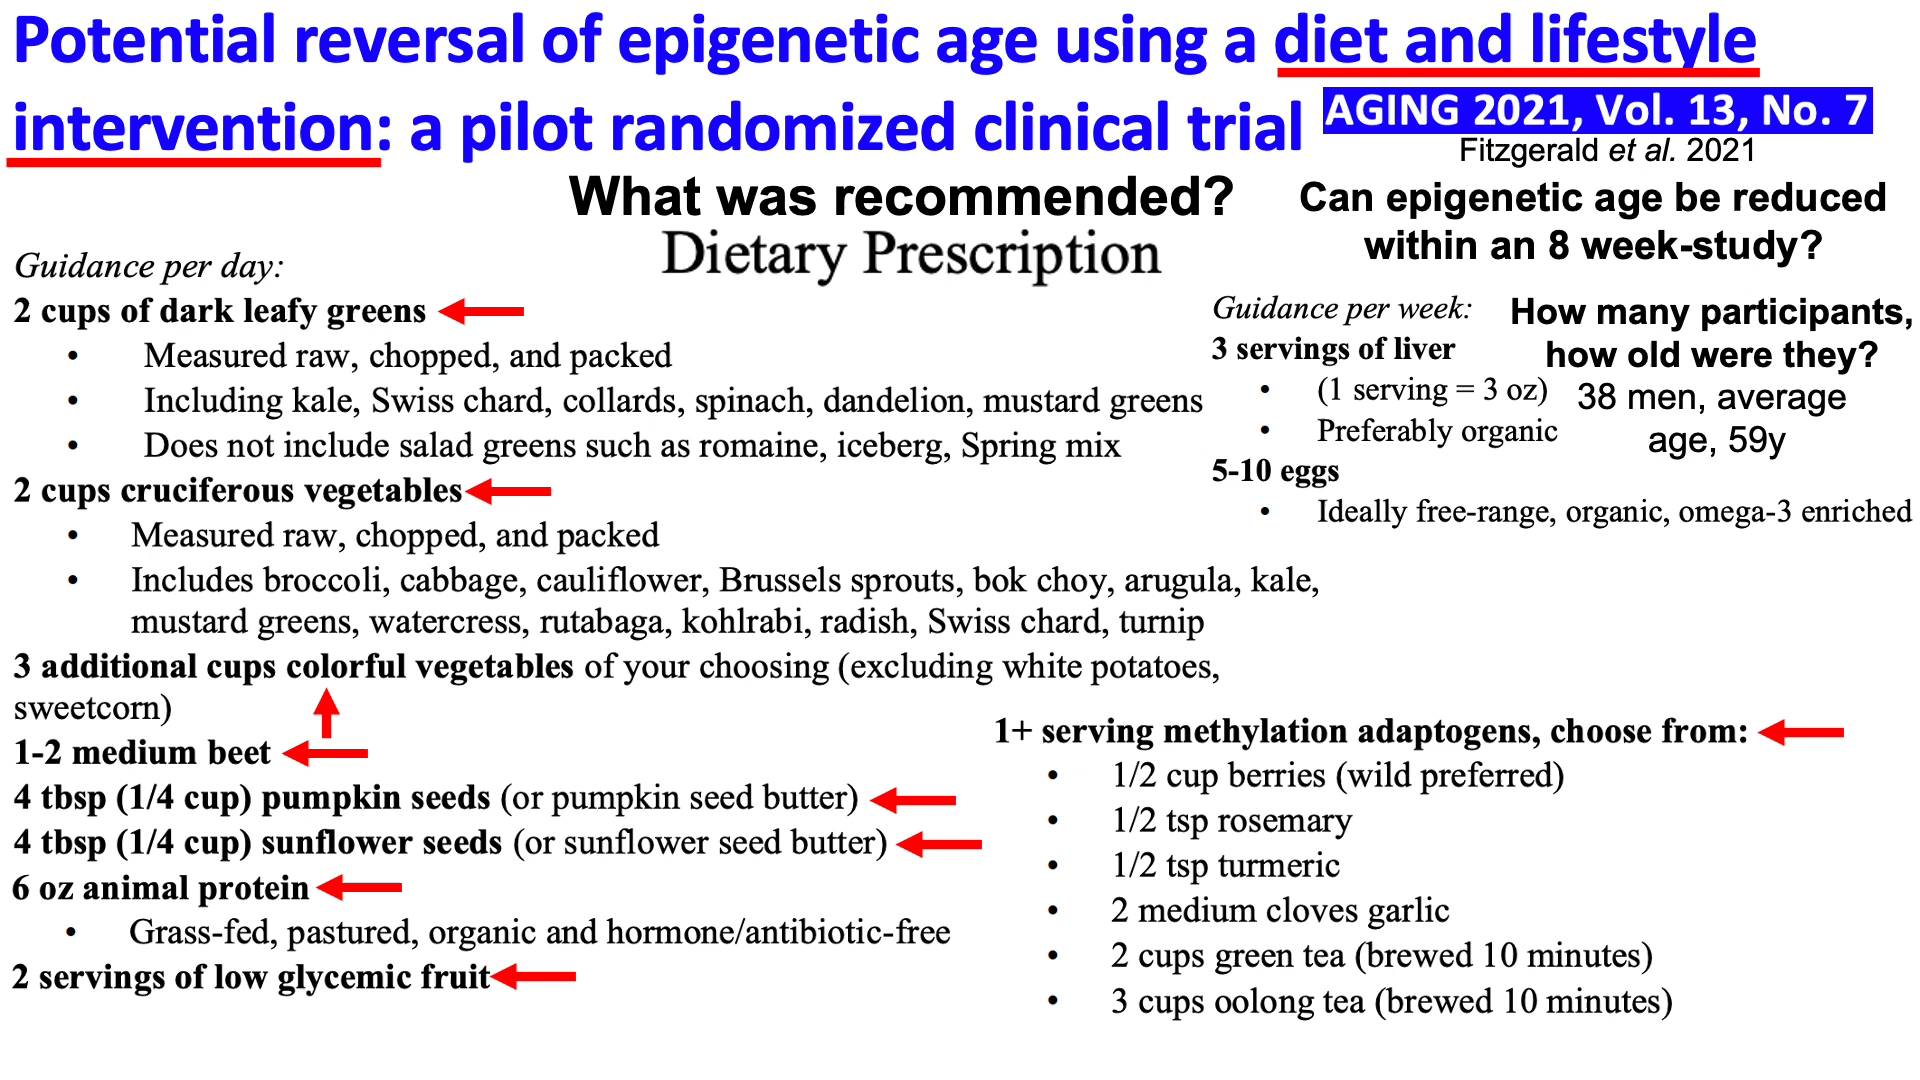 Potential reversal of epigenetic age using a diet and lifestyle
intervention: a pilot randomized clinical trial
AGING 2021, Vol. 13, No. 7
Fitzgerald et al. 2021
What was recommended?
Dietary Prescription
Can epigenetic age be reduced
within an 8 week-study?
Guidance per day:
2 cups of dark leafy greens
• Measured raw, chopped, and packed
• Including kale, Swiss chard, collards, spinach, dandelion, mustard greens
• Does not include salad greens such as romaine, iceberg, Spring mix
2 cups cruciferous vegetables
• Measured raw, chopped, and packed
• Includes broccoli, cabbage, cauliflower, Brussels sprouts, bok choy, arugula, kale,
mustard greens, watercress, rutabaga, kohlrabi, radish, Swiss chard, turnip
3 additional cups colorful vegetables of your choosing (excluding white potatoes,
sweetcorn)
1-2 medium beet
4 tbsp (1/4 cup) pumpkin seeds (or pumpkin seed butter)
4 tbsp (1/4 cup) sunflower seeds (or sunflower seed butter)
6 oz animal protein
• Grass-fed, pastured, organic and hormone/antibiotic-free
2 servings of low glycemic fruit
Guidance per week:
3 servings of liver
• (1 serving = 3 oz)
• Preferably organic
5-10 eggs
• Ideally free-range, organic, omega-3 enriched
How many participants,
how old were they?
38 men, average
age, 59y
1+ serving methylation adaptogens, choose from:
• 1/2 cup berries (wild preferred)
• 1/2 tsp rosemary
• 1/2 tsp turmeric
• 2 medium cloves garlic
• 2 cups green tea (brewed 10 minutes)
• 3 cups oolong tea (brewed 10 minutes)